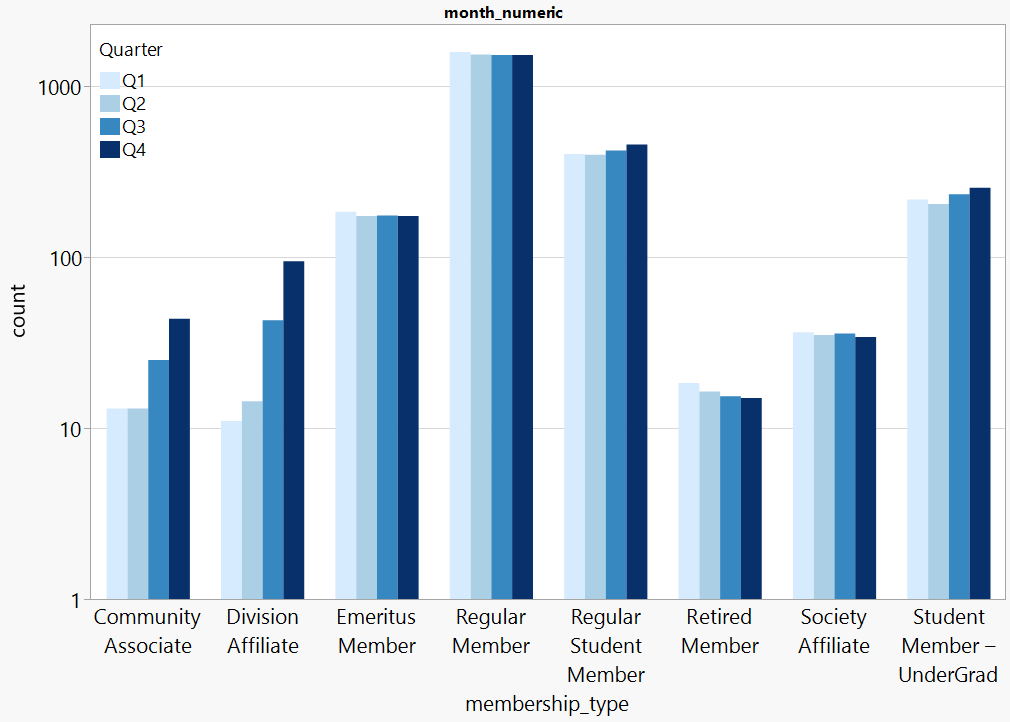 month_numeric
Quarter
Q1
Q2
Q3
Q4
1000
100
10
1
count
Community Associate
Division Affiliate
Emeritus Member
Regular Member
Regular Student Member
Retired Member
Society Affiliate
Student Member – UnderGrad
membership_type